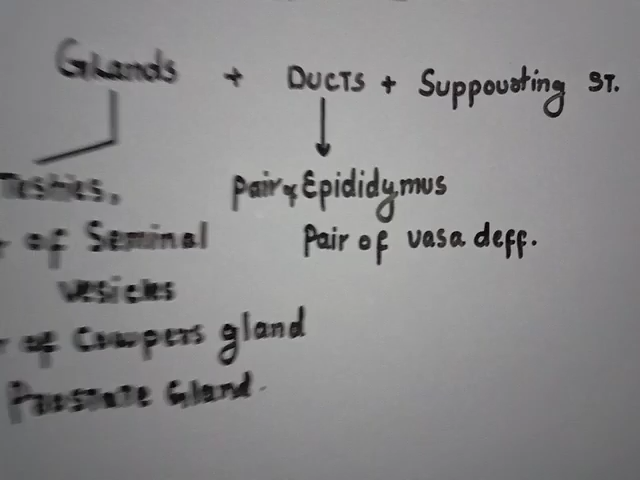 Glands + DUCTS + Suppouting ST.
Testies, pair of Epididymus
of Seminal pair of vasa deff.
vesicles
of Cowpers gland
Prostate Gland.